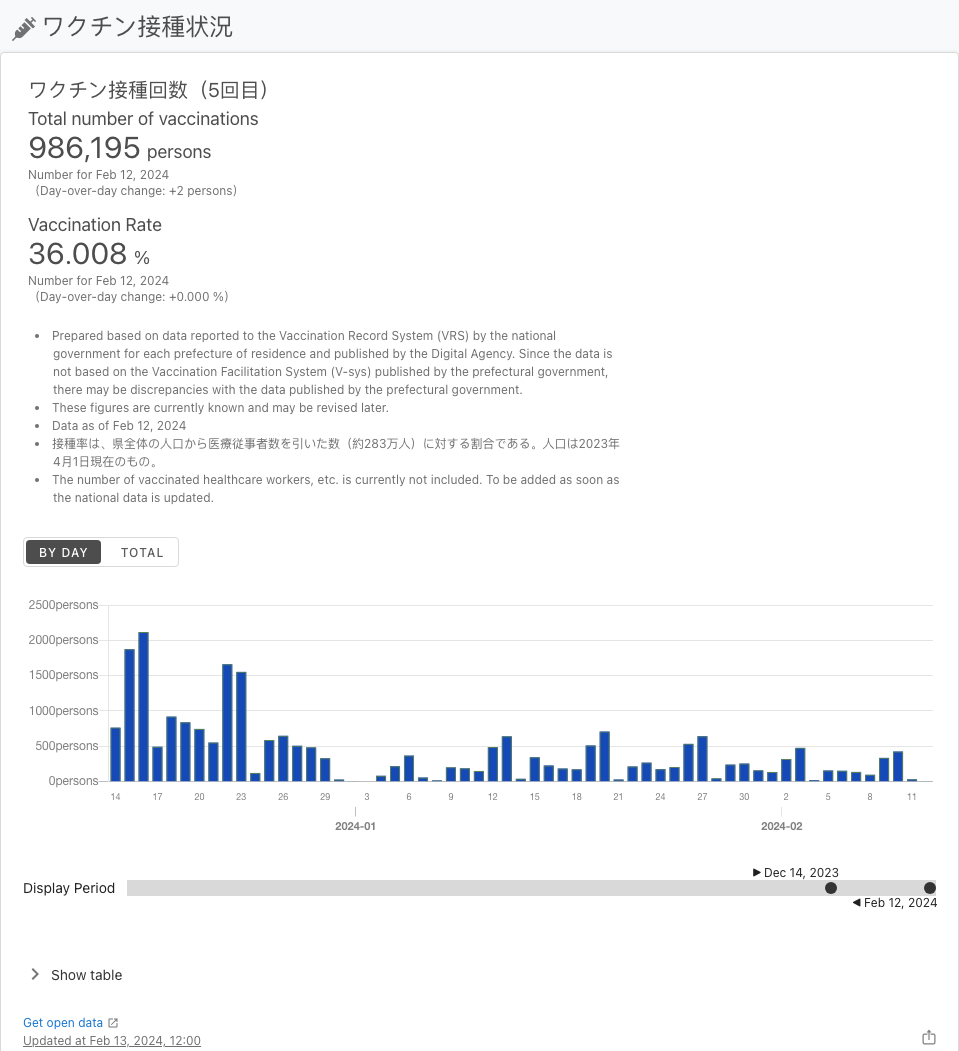 ワクチン接種状況
ワクチン接種回数（5回目）
Total number of vaccinations
986,195 persons
Number for Feb 12, 2024
（Day-over-day change: +2 persons）
Vaccination Rate
36.008 %
Number for Feb 12, 2024
（Day-over-day change: +0.000 %）
• Prepared based on data reported to the Vaccination Record System (VRS) by the national
government for each prefecture of residence and published by the Digital Agency. Since the data is
not based on the Vaccination Facilitation System (V-sys) published by the prefectural government,
there may be discrepancies with the data published by the prefectural government.
• These figures are currently known and may be revised later.
• Data as of Feb 12, 2024
• 接種率は、県全体の人口から医療従事者数を引いた数（約283万人）に対する割合である。人口は2023年
4月1日現在のもの。
• The number of vaccinated healthcare workers, etc. is currently not included. To be added as soon as
the national data is updated.
BY DAY TOTAL
2500persons
2000persons
1500persons
1000persons
500persons
0persons
14 17 20 23 26 29 3 6 9 12 15 18 21 24 27 30 2 5 8 11
2024-01 2024-02
▶ Dec 14, 2023
Display Period
◀ Feb 12, 2024
Show table
Get open data
Updated at Feb 13, 2024, 12:00